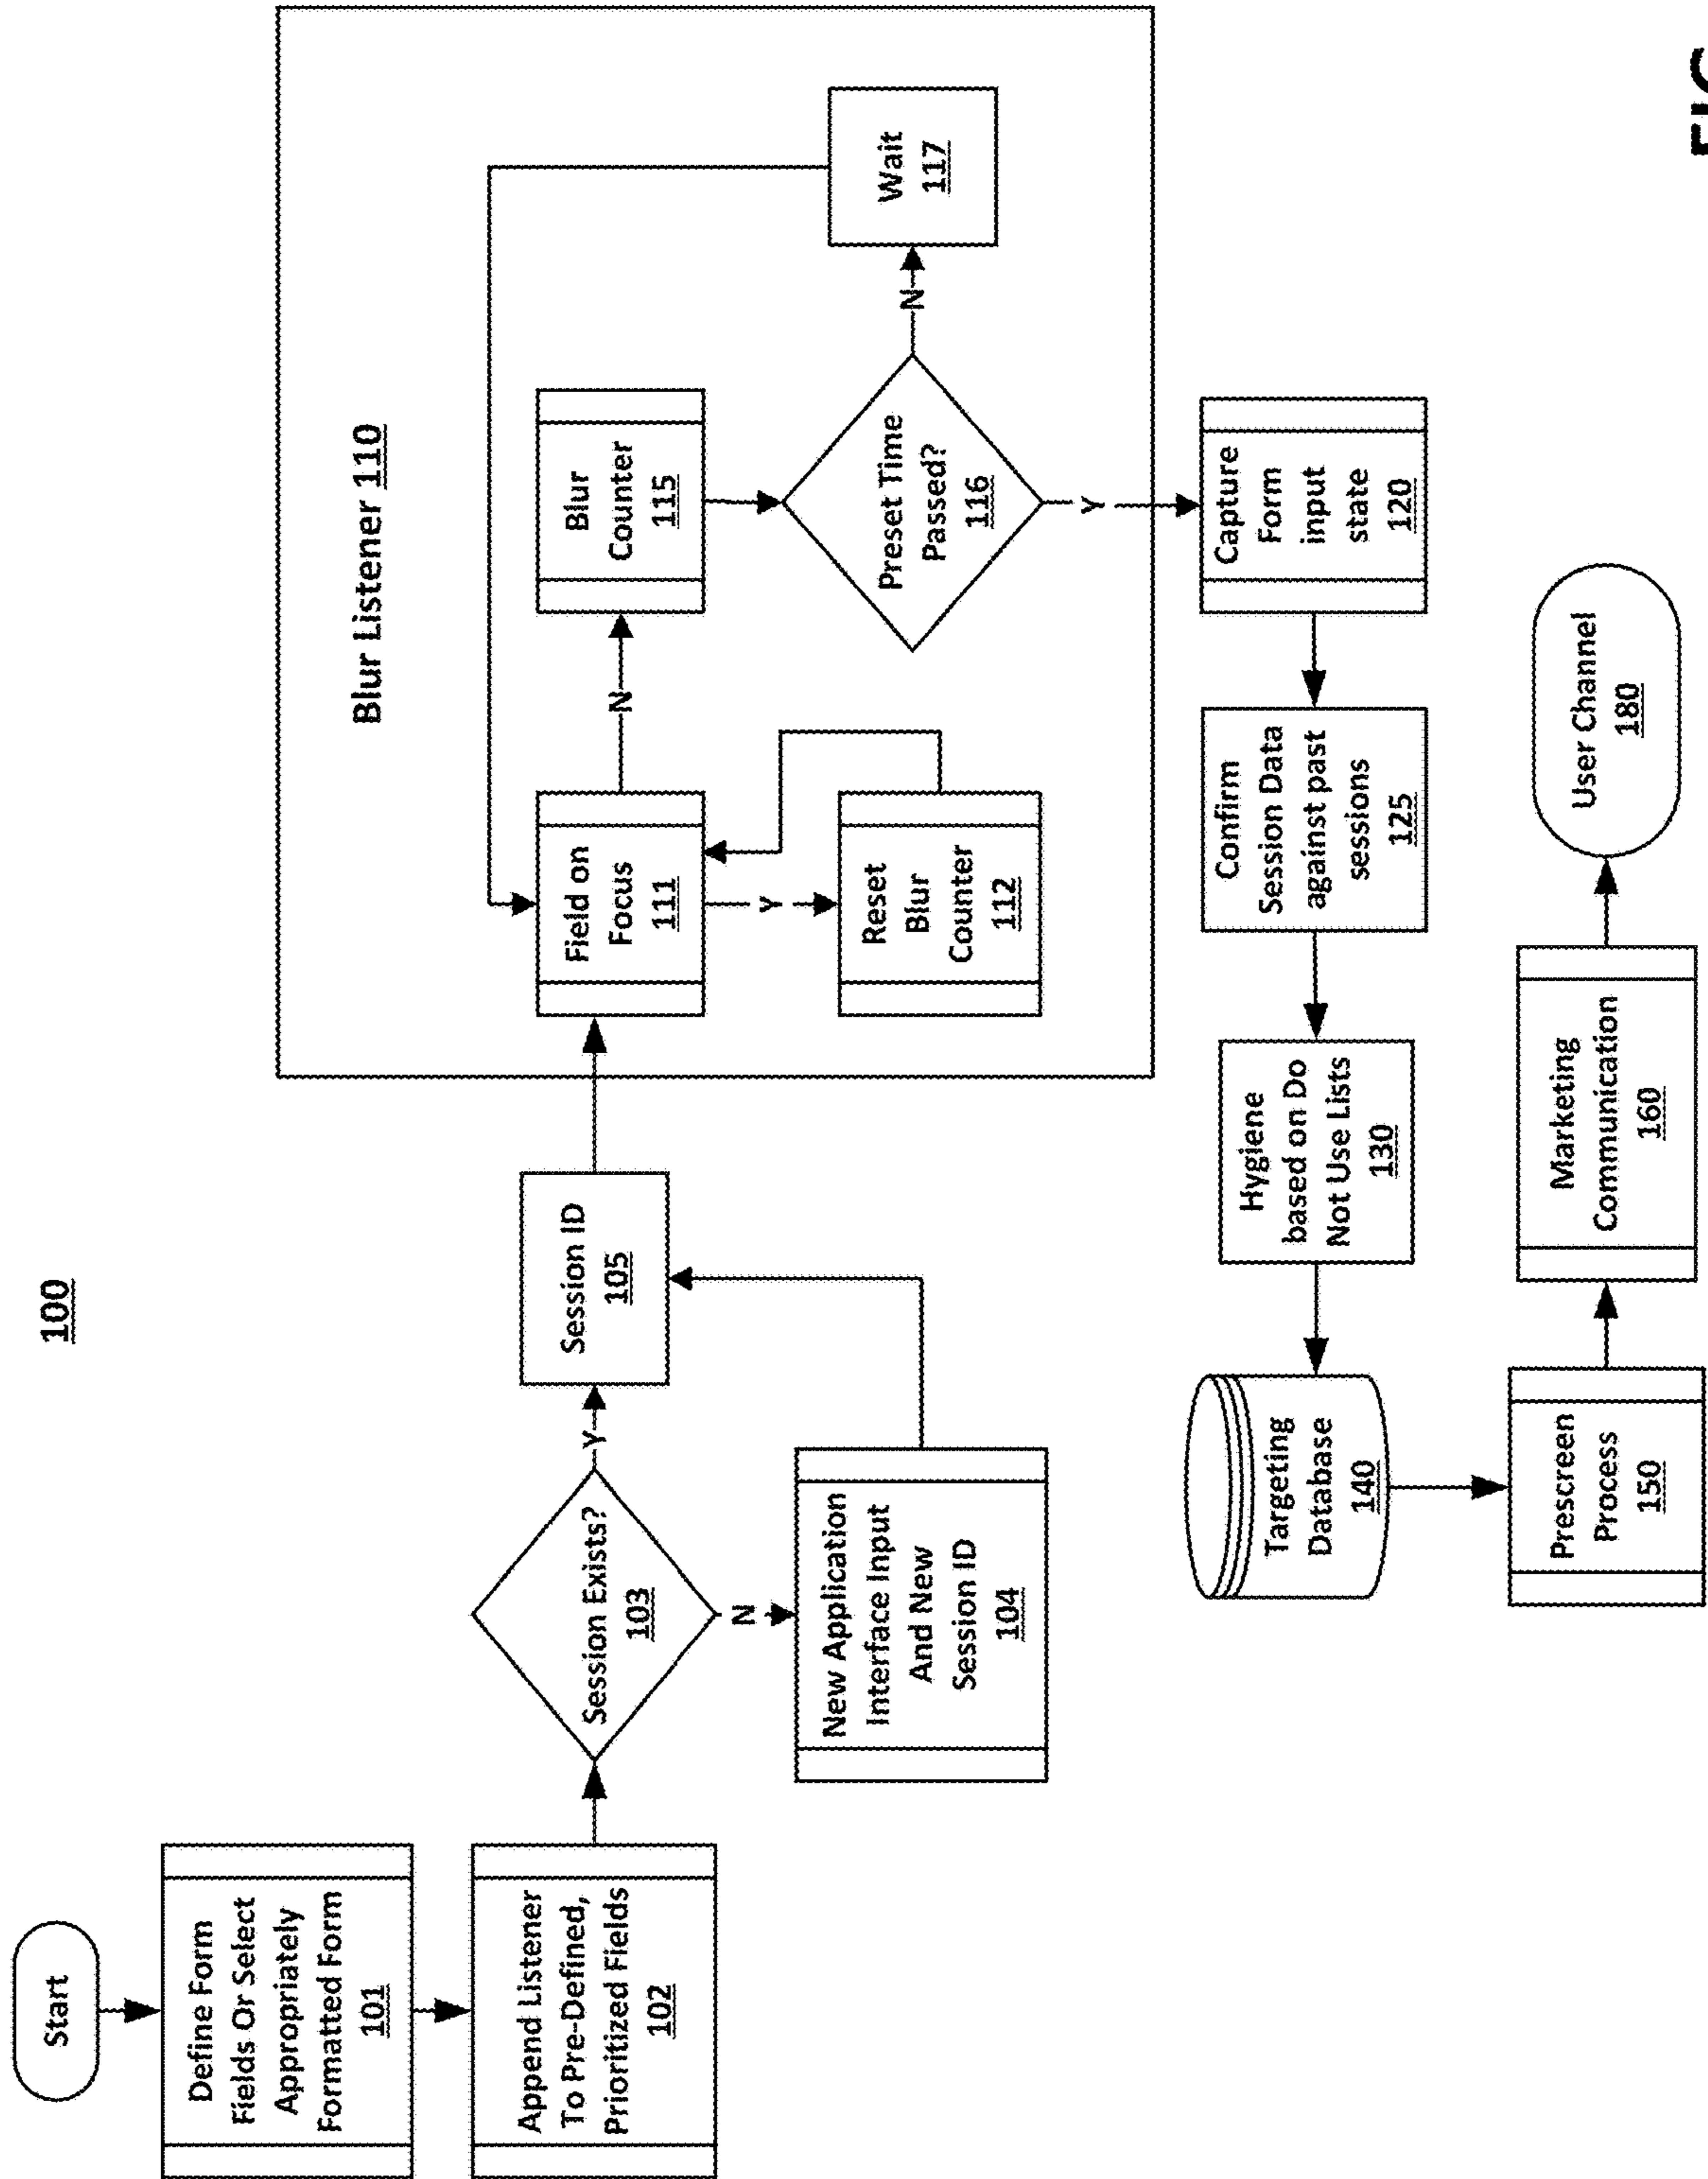 100
Start
Define Form
Fields Or Select
Appropriately
Formatted Form
101
Append Listener
To Pre-Defined,
Prioritized Fields
102
Session Exists?
103
Y
N
New Application
Interface Input
And New
Session ID
104
Session ID
105
Blur Listener 110
Field on
Focus
111
Y
N
Reset
Blur
Counter
112
Blur
Counter
115
Preset Time
Passed?
116
N
Y
Wait
117
Capture
Form
input
state
120
Confirm
Session Data
against past
sessions
125
Hygiene
based on Do
Not Use Lists
130
Targeting
Database
140
Prescreen
Process
150
Marketing
Communication
160
User Channel
180